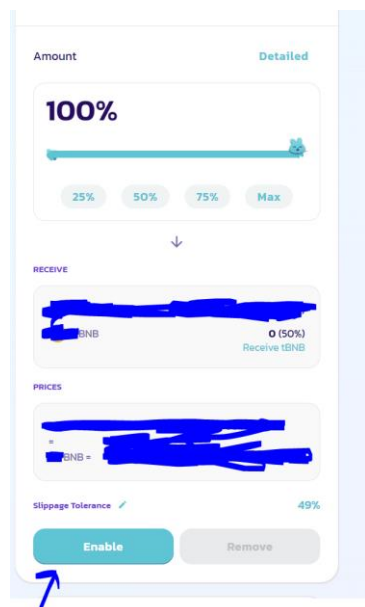 Amount Detailed
100%
25% 50% 75% Max
RECEIVE
BNB 0 (50%)
Receive tBNB
PRICES
=
BNB =
Slippage Tolerance 49%
Enable Remove